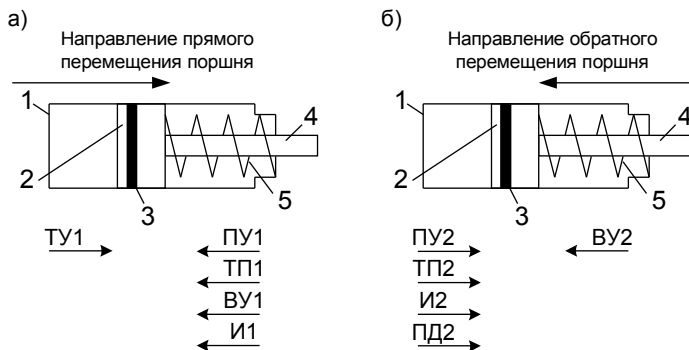 а)
Направление прямого
перемещения поршня
1
4
2
3
5
ТУ1
ПУ1
ТП1
ВУ1
И1
б)
Направление обратного
перемещения поршня
1
4
2
3
5
ПУ2
ВУ2
ТП2
И2
ПД2